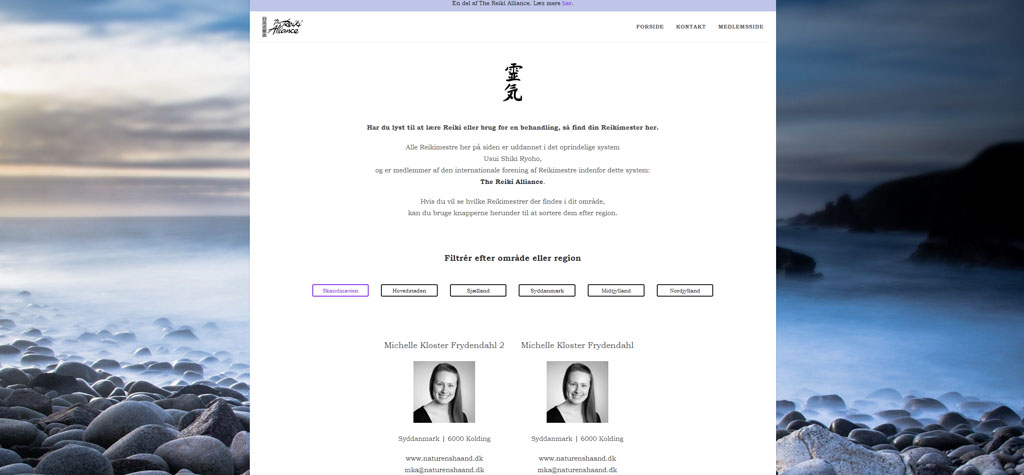 En del af The Reiki Alliance. Læs mere her.
The Reiki
Alliance
FORSIDE KONTAKT MEDLEMSSIDE
靈
気
Har du lyst til at lære Reiki eller brug for en behandling, så find din Reikimester her.
Alle Reikimestre her på siden er uddannet i det oprindelige system
Usui Shiki Ryoho,
og er medlemmer af den internationale forening af Reikimestre indenfor dette system:
The Reiki Alliance.
Hvis du vil se hvilke Reikimestrer der findes i dit område,
kan du bruge knapperne herunder til at sortere dem efter region.
Filtrér efter område eller region
Skandinavien Hovedstaden Sjælland Syddanmark Midtjylland Nordjylland
Michelle Kloster Frydendahl 2 Michelle Kloster Frydendahl
Syddanmark | 6000 Kolding Syddanmark | 6000 Kolding
www.naturenshaand.dk www.naturenshaand.dk
mka@naturenshaand.dk mka@naturenshaand.dk